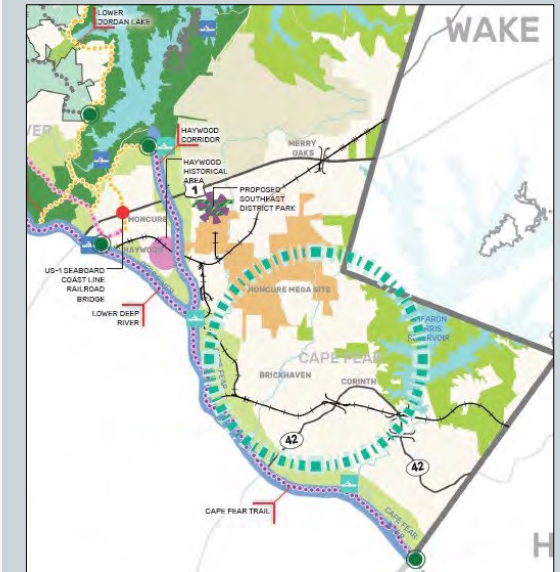 LOWER
JORDAN LAKE
WAKE
HAYWOOD
CORRIDOR
HAYWOOD
HISTORICAL
AREA
MERRY
OAKS
1
PROPOSED
SOUTHEAST
DISTRICT PARK
MONCURE
HAYWOOD
US-1 SEABOARD
COAST LINE
RAILROAD
BRIDGE
LOWER DEEP
RIVER
MONCURE MEGA SITE
CAPE FEAR
BRICKHAVEN
CORINTH
42
42
CAPE FEAR TRAIL
CAPE FEAR
H